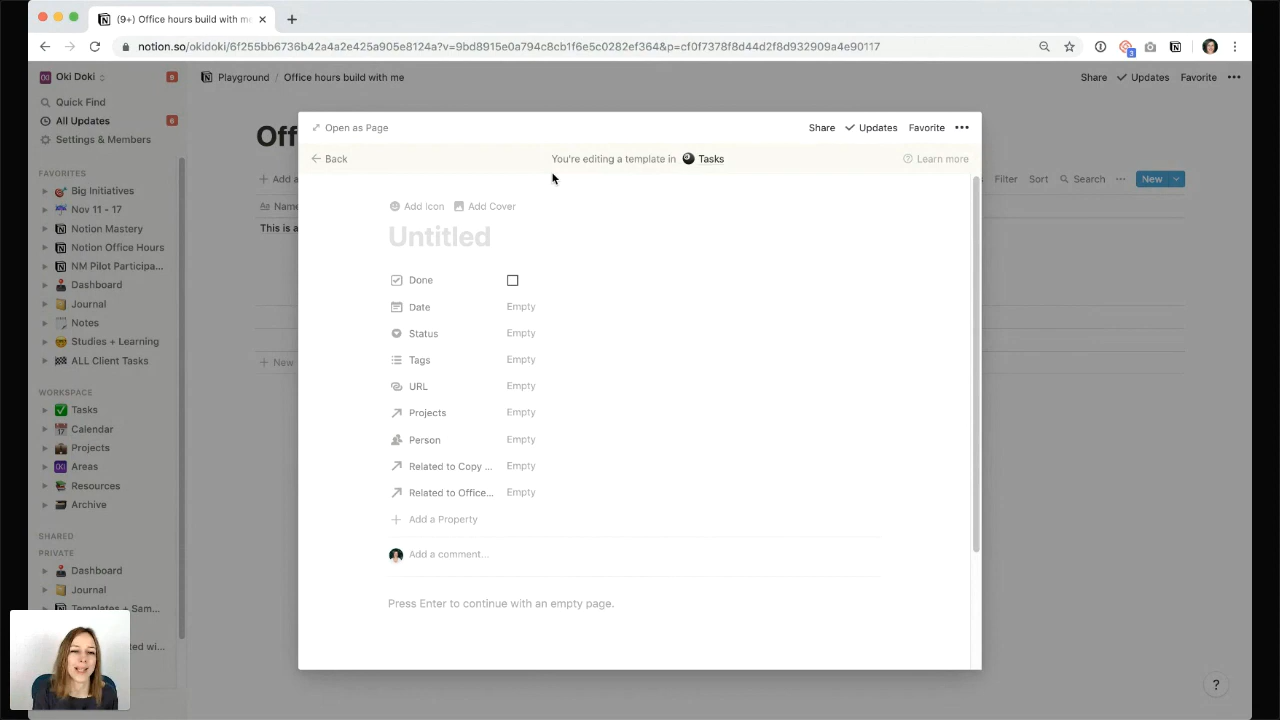 (9+) Office hours build with me
notion.so/okidoki/6f255bb6736b42a4a2e425a905e8124a?v=9bd8915e0a794c8cb1f6e5c0282ef364&p=cf0f7378f8d44d2f8d932909a4e90117
3
Oki Doki
9
Playground / Office hours build with me
Share
Updates
Favorite
Quick Find
All Updates
6
Settings & Members
FAVORITES
Big Initiatives
Nov 11 - 17
Notion Mastery
Notion Office Hours
NM Pilot Participa...
Dashboard
Journal
Notes
Studies + Learning
ALL Client Tasks
WORKSPACE
Tasks
Calendar
Projects
Areas
Resources
Archive
SHARED
PRIVATE
Dashboard
Journal
Templates + Sam...
ted wi...
Off
Add a
Filter
Sort
Search
New
Name
This is a
New
Open as Page
Share
Updates
Favorite
Back
You're editing a template in Tasks
Learn more
Add Icon
Add Cover
Untitled
Done
Date Empty
Status Empty
Tags Empty
URL Empty
Projects Empty
Person Empty
Related to Copy ... Empty
Related to Office... Empty
Add a Property
Add a comment...
Press Enter to continue with an empty page.
?